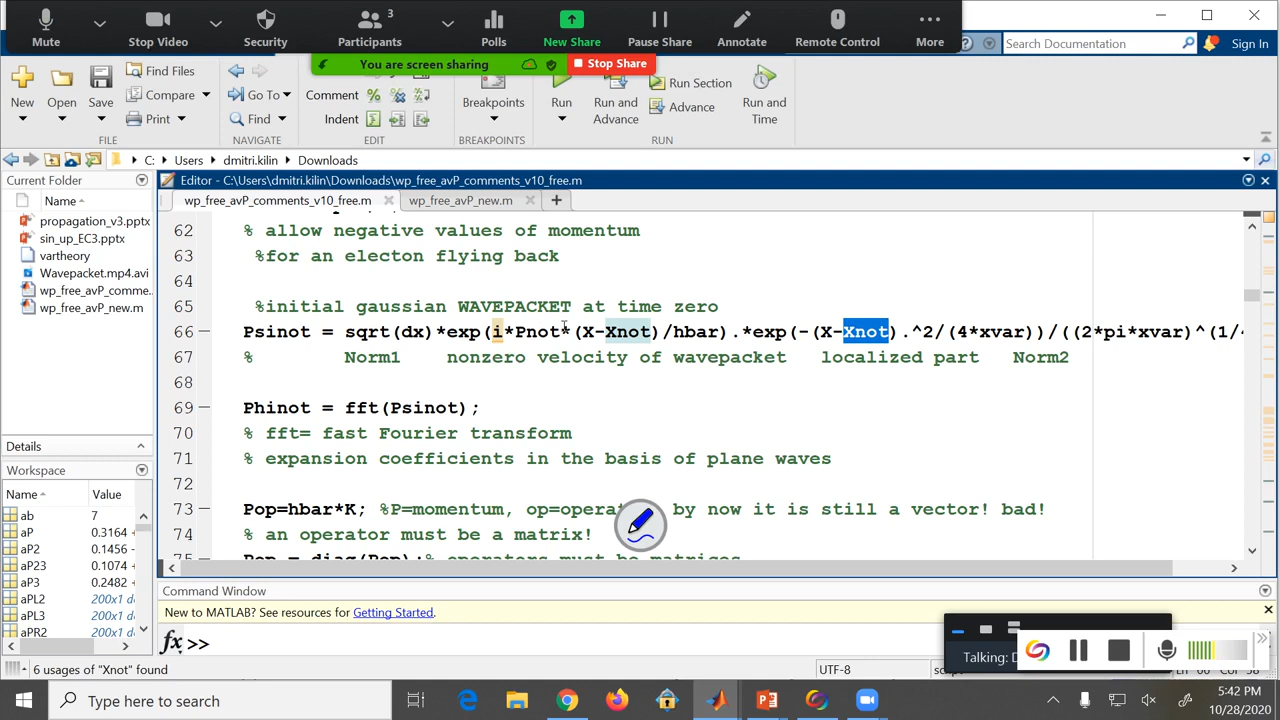 3
Mute Stop Video Security Participants Polls New Share Pause Share Annotate Remote Control More
You are screen sharing Stop Share
Search Documentation Sign In
Find Files
Compare
Print
New Open Save
FILE
Go To
Find
NAVIGATE
Comment
Indent
EDIT
Breakpoints
BREAKPOINTS
Run
Run and Advance
Run Section
Advance
Run and Time
RUN
C: Users dmitri.kilin Downloads
Current Folder
Name
propagation_v3.pptx
sin_up_EC3.pptx
vartheory
Wavepacket.mp4.avi
wp_free_avP_comme...
wp_free_avP_new.m
Details
Workspace
Name Value
ab 7
aP 0.3164
aP2 0.1456
aP23 0.1074
aP3 0.2482
aPL2 200x1 d
aPL3 200x1 d
aPR2 200x1 d
Editor - C:\Users\dmitri.kilin\Downloads\wp_free_avP_comments_v10_free.m
wp_free_avP_comments_v10_free.m wp_free_avP_new.m
62 % allow negative values of momentum
63 %for an electon flying back
64
65 %initial gaussian WAVEPACKET at time zero
66 Psinot = sqrt(dx)*exp(i*Pnot*(X-Xnot)/hbar).*exp(-(X-Xnot).^2/(4*xvar))/((2*pi*xvar)^(1/
67 % Norm1 nonzero velocity of wavepacket localized part Norm2
68
69 Phinot = fft(Psinot);
70 % fft= fast Fourier transform
71 % expansion coefficients in the basis of plane waves
72
73 Pop=hbar*K; %P=momentum, by now it is still a vector! bad!
74 % an operator must be a matrix!
75 Pop = diag(Pop);% operators must be matrices
Command Window
New to MATLAB? See resources for Getting Started.
fx >>
Talking:
6 usages of "Xnot" found UTF-8
Type here to search
5:42 PM
10/28/2020